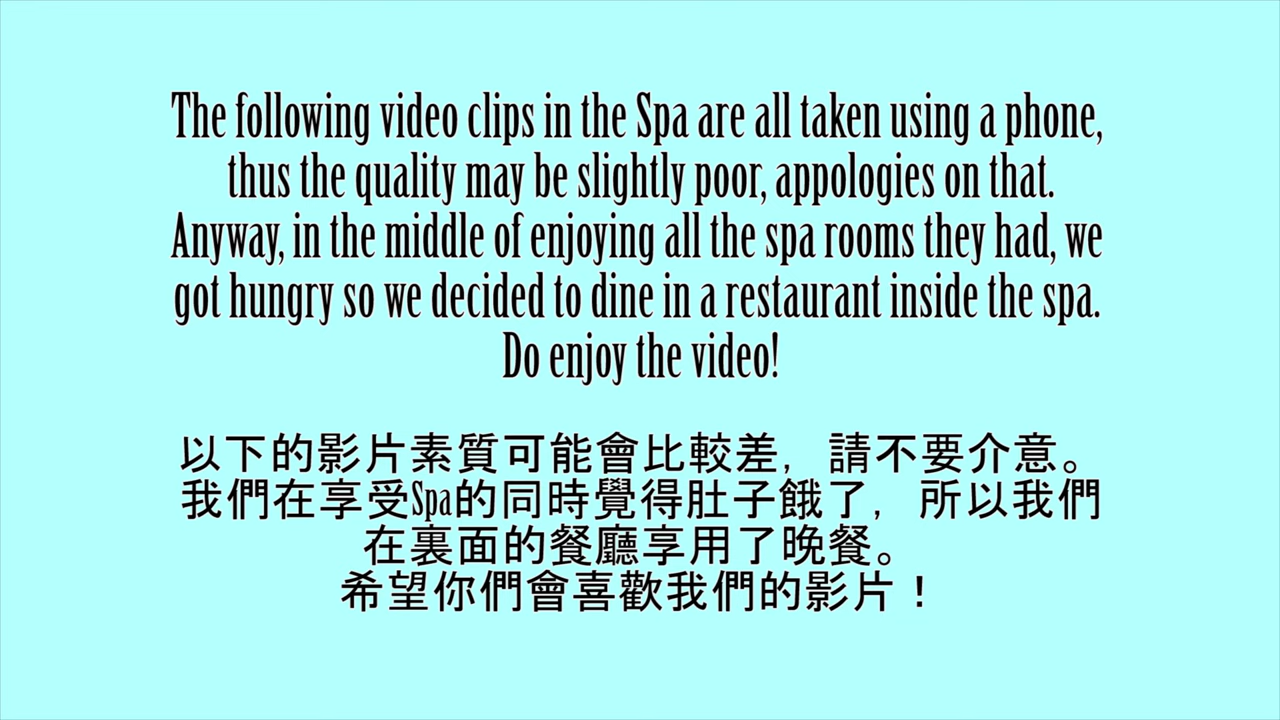 The following video clips in the Spa are all taken using a phone,
thus the quality may be slightly poor, appologies on that.
Anyway, in the middle of enjoying all the spa rooms they had, we
got hungry so we decided to dine in a restaurant inside the spa.
Do enjoy the video!
以下的影片素質可能會比較差，請不要介意。
我們在享受Spa的同時覺得肚子餓了，所以我們
在裏面的餐廳享用了晚餐。
希望你們會喜歡我們的影片！